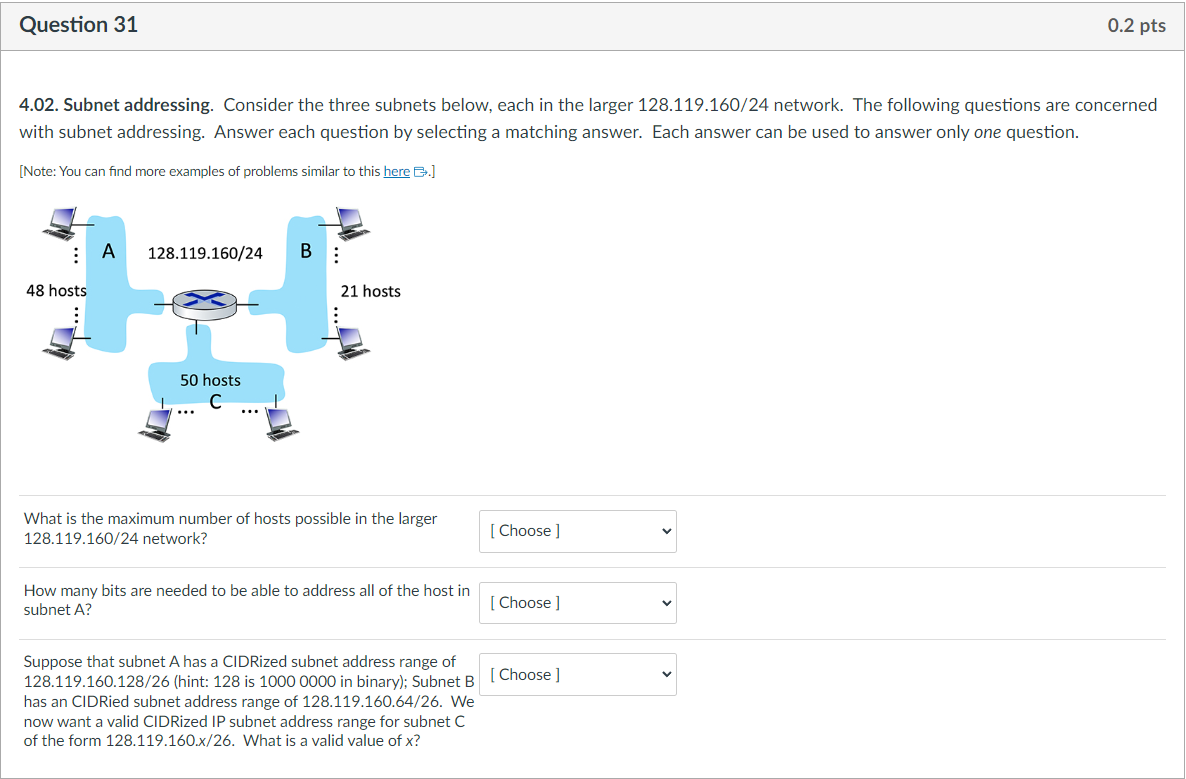 Question 31
0.2 pts
4.02. Subnet addressing. Consider the three subnets below, each in the larger 128.119.160/24 network. The following questions are concerned
with subnet addressing. Answer each question by selecting a matching answer. Each answer can be used to answer only one question.
[Note: You can find more examples of problems similar to this here .]
A
128.119.160/24
B
48 hosts
21 hosts
50 hosts
C
What is the maximum number of hosts possible in the larger
128.119.160/24 network?
[ Choose ]
How many bits are needed to be able to address all of the host in
subnet A?
[ Choose ]
Suppose that subnet A has a CIDRized subnet address range of
128.119.160.128/26 (hint: 128 is 1000 0000 in binary); Subnet B
has an CIDRied subnet address range of 128.119.160.64/26. We
now want a valid CIDRized IP subnet address range for subnet C
of the form 128.119.160.x/26. What is a valid value of x?
[ Choose ]